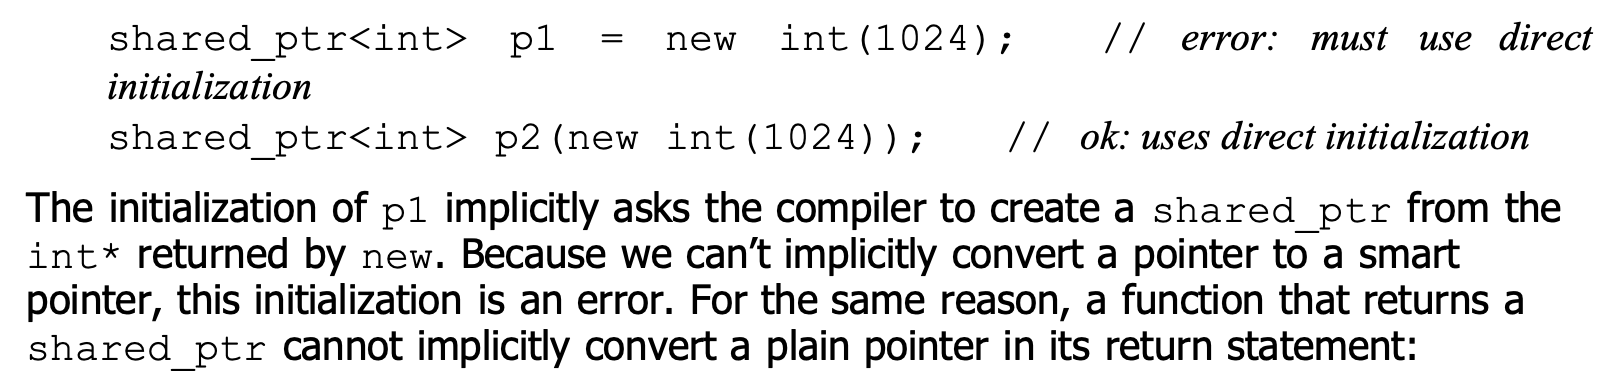 shared_ptr<int> p1 = new int(1024); // error: must use direct
initialization
shared_ptr<int> p2(new int(1024)); // ok: uses direct initialization
The initialization of p1 implicitly asks the compiler to create a shared_ptr from the
int* returned by new. Because we can’t implicitly convert a pointer to a smart
pointer, this initialization is an error. For the same reason, a function that returns a
shared_ptr cannot implicitly convert a plain pointer in its return statement: